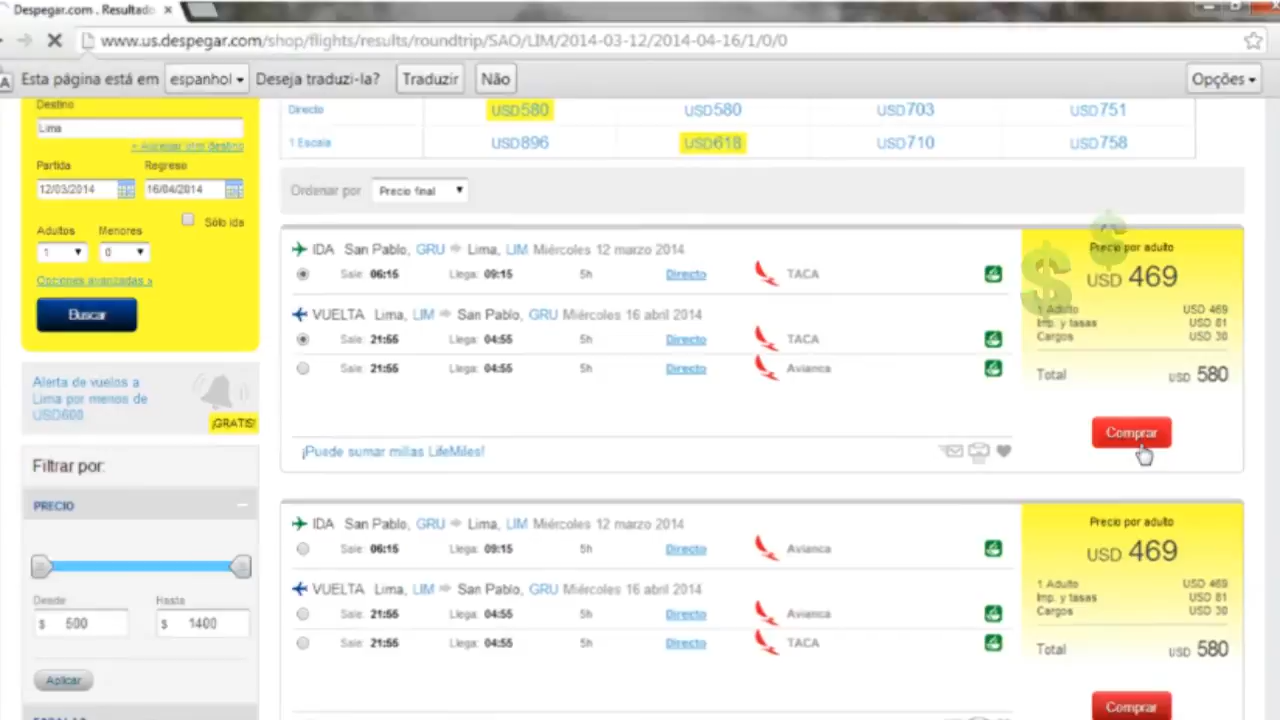 Despegar.com . Resultado
www.us.despegar.com/shop/flights/results/roundtrip/SAO/LIM/2014-03-12/2014-04-16/1/0/0
Esta página está em espanhol Deseja traduzi-la? Traduzir Não Opções
Destino
Lima
+ Agregar otro destino
Partida Regreso
12/03/2014 16/04/2014
Sólo ida
Adultos Menores
1 0
Opciones avanzadas »
Buscar
Alerta de vuelos a
Lima por menos de
USD600
¡GRATIS!
Filtrar por:
PRECIO
Desde Hasta
$ 500 $ 1400
Aplicar
Directo USD580 USD580 USD703 USD751
1 Escala USD896 USD618 USD710 USD758
Ordenar por Precio final
IDA San Pablo, GRU Lima, LIM Miércoles 12 marzo 2014
Sale: 06:15 Llega: 09:15 5h Directo TACA
VUELTA Lima, LIM San Pablo, GRU Miércoles 16 abril 2014
Sale: 21:55 Llega: 04:55 5h Directo TACA
Sale: 21:55 Llega: 04:55 5h Directo Avianca
¡Puede sumar millas LifeMiles!
$ $
Precio por adulto
USD 469
1 Adulto USD 469
Imp. y tasas USD 81
Cargos USD 30
Total USD 580
Comprar
IDA San Pablo, GRU Lima, LIM Miércoles 12 marzo 2014
Sale: 06:15 Llega: 09:15 5h Directo Avianca
VUELTA Lima, LIM San Pablo, GRU Miércoles 16 abril 2014
Sale: 21:55 Llega: 04:55 5h Directo Avianca
Sale: 21:55 Llega: 04:55 5h Directo TACA
Precio por adulto
USD 469
1 Adulto USD 469
Imp. y tasas USD 81
Cargos USD 30
Total USD 580
Comprar